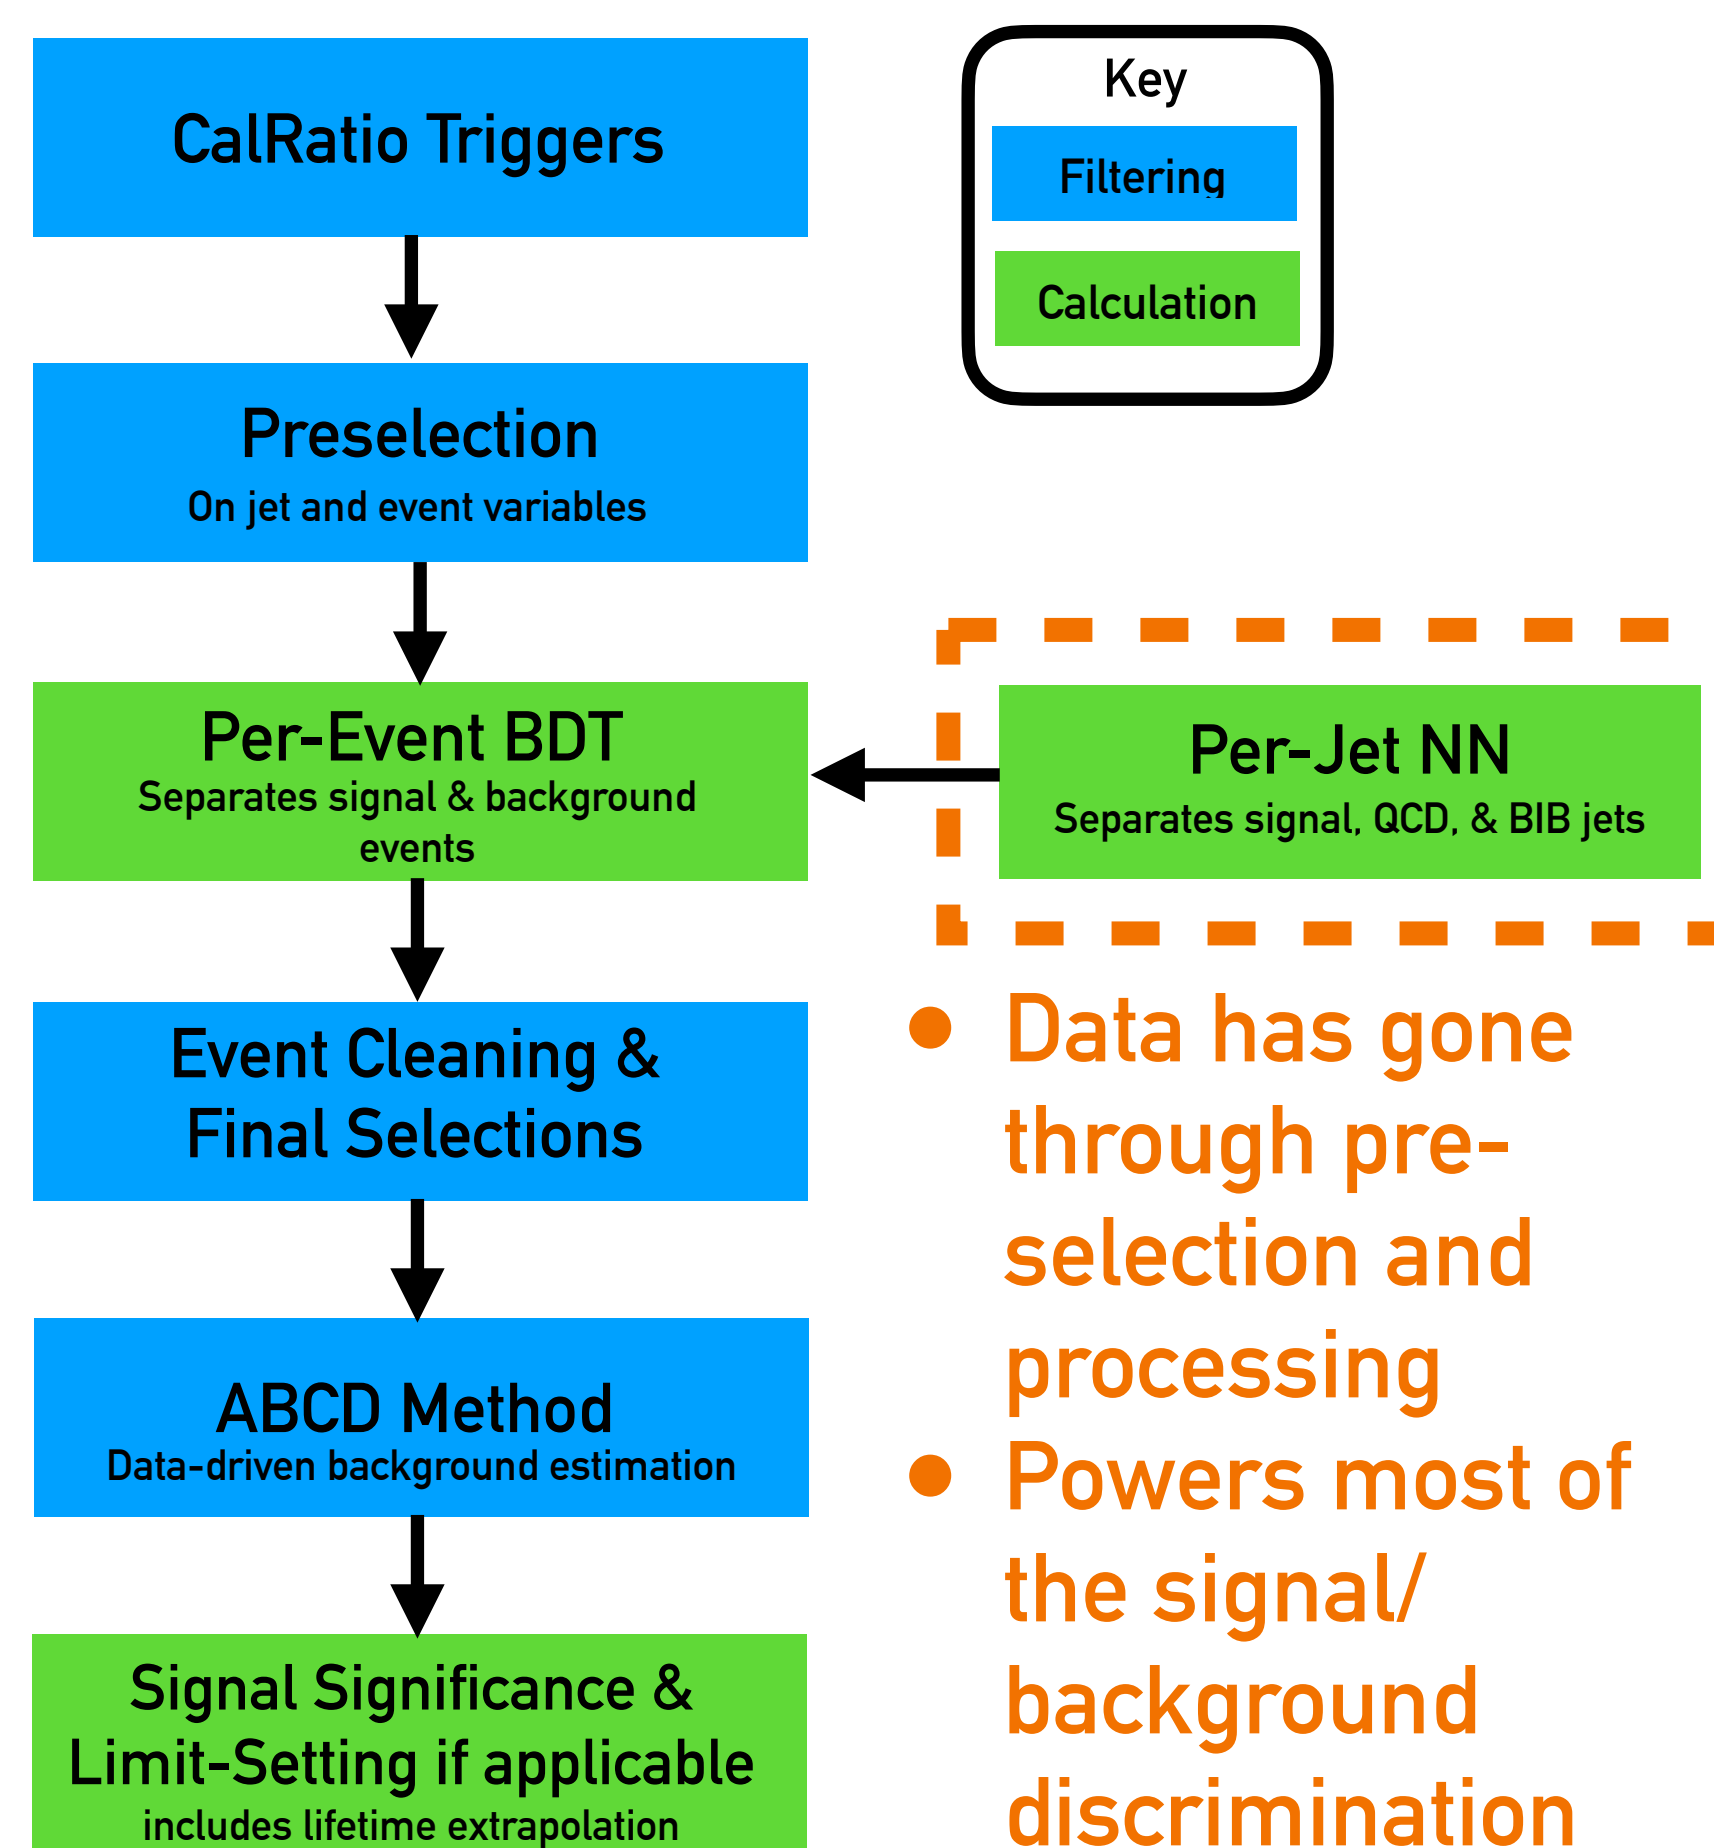 CalRatio Triggers
Key
Filtering
Calculation
Preselection
On jet and event variables
Per-Event BDT
Separates signal & background
events
Per-Jet NN
Separates signal, QCD, & BIB jets
Event Cleaning &
Final Selections
ABCD Method
Data-driven background estimation
Signal Significance &
Limit-Setting if applicable
includes lifetime extrapolation
• Data has gone
through pre-
selection and
processing
• Powers most of
the signal/
background
discrimination